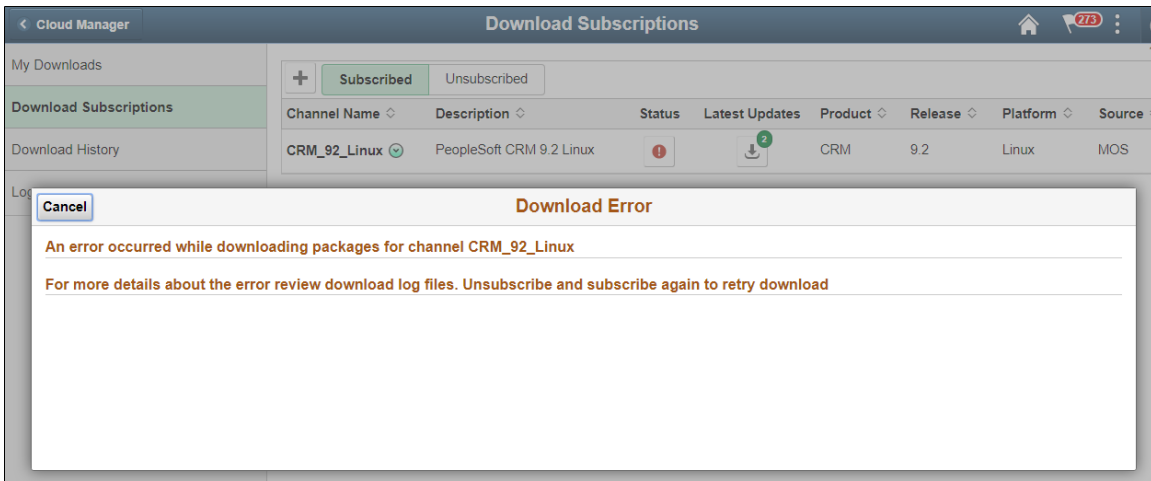 Cloud Manager
Download Subscriptions
273
My Downloads
Download Subscriptions
Download History
Subscribed
Unsubscribed
Channel Name
Description
Status
Latest Updates
Product
Release
Platform
Source
CRM_92_Linux
PeopleSoft CRM 9.2 Linux
2
CRM
9.2
Linux
MOS
Cancel
Download Error
An error occurred while downloading packages for channel CRM_92_Linux
For more details about the error review download log files. Unsubscribe and subscribe again to retry download